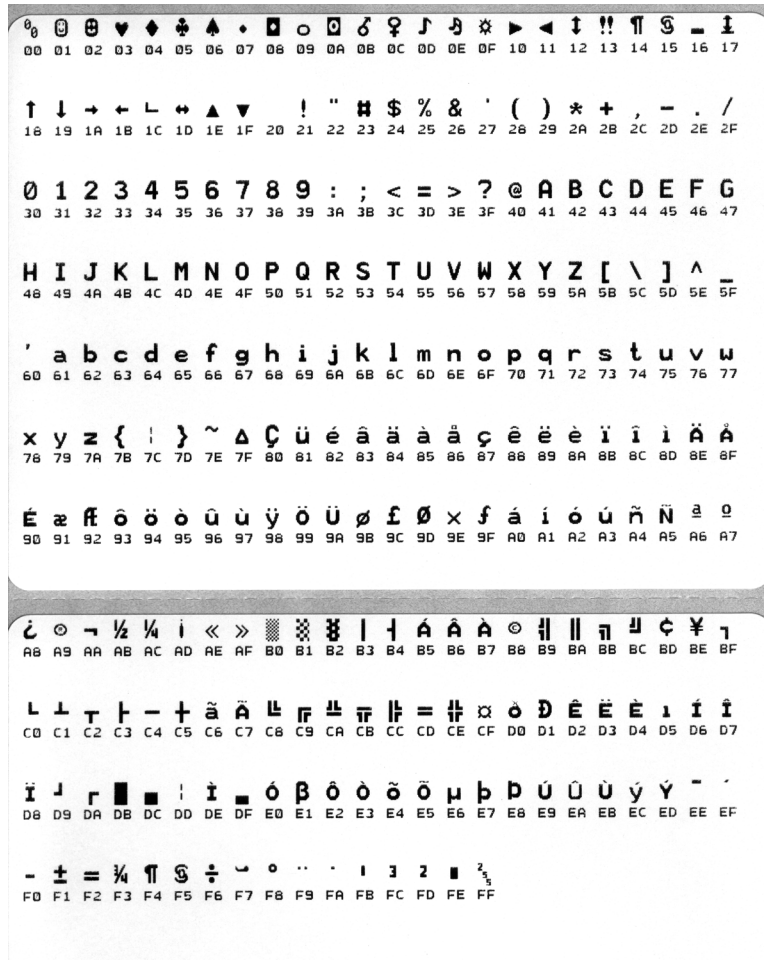 ⁰₀ ☺ ☻ ♥ ♦ ♣ ♠ • ◘ ○ ◙ ♂ ♀ ♪ ♫ ☼ ► ◄ ↕ ‼ ¶ § ▬ ↨
00 01 02 03 04 05 06 07 08 09 0A 0B 0C 0D 0E 0F 10 11 12 13 14 15 16 17
↑ ↓ → ← ∟ ↔ ▲ ▼   ! " # $ % & ' ( ) * + , - . /
18 19 1A 1B 1C 1D 1E 1F 20 21 22 23 24 25 26 27 28 29 2A 2B 2C 2D 2E 2F
0 1 2 3 4 5 6 7 8 9 : ; < = > ? @ A B C D E F G
30 31 32 33 34 35 36 37 38 39 3A 3B 3C 3D 3E 3F 40 41 42 43 44 45 46 47
H I J K L M N O P Q R S T U V W X Y Z [ \ ] ^ _
48 49 4A 4B 4C 4D 4E 4F 50 51 52 53 54 55 56 57 58 59 5A 5B 5C 5D 5E 5F
' a b c d e f g h i j k l m n o p q r s t u v w
60 61 62 63 64 65 66 67 68 69 6A 6B 6C 6D 6E 6F 70 71 72 73 74 75 76 77
x y z { ¦ } ~ Δ Ç ü é â ä à å ç ê ë è ï î ì Ä Å
78 79 7A 7B 7C 7D 7E 7F 80 81 82 83 84 85 86 87 88 89 8A 8B 8C 8D 8E 8F
É æ Æ ô ö ò û ù ÿ Ö Ü ø £ Ø × ƒ á í ó ú ñ Ñ ª º
90 91 92 93 94 95 96 97 98 99 9A 9B 9C 9D 9E 9F A0 A1 A2 A3 A4 A5 A6 A7
¿ ® ¬ ½ ¼ ¡ « » ░ ▒ ▓ │ ┤ Á Â À © ╣ ║ ╗ ╝ ¢ ¥ ┐
A8 A9 AA AB AC AD AE AF B0 B1 B2 B3 B4 B5 B6 B7 B8 B9 BA BB BC BD BE BF
└ ┴ ┬ ├ ─ ┼ ã Ã ╚ ╔ ╩ ╦ ╠ ═ ╬ ¤ ð Ð Ê Ë È ı Í Î
C0 C1 C2 C3 C4 C5 C6 C7 C8 C9 CA CB CC CD CE CF D0 D1 D2 D3 D4 D5 D6 D7
Ï ┘ ┌ █ ▄ ¦ Ì ▬ Ó β Ô Ò õ Õ µ þ Þ Ú Û Ù ý Ý ¯ ´
D8 D9 DA DB DC DD DE DF E0 E1 E2 E3 E4 E5 E6 E7 E8 E9 EA EB EC ED EE EF
- ± = ¾ ¶ § ÷ ¸ ° ¨ · ¹ ³ ² ■ ²₅₅
F0 F1 F2 F3 F4 F5 F6 F7 F8 F9 FA FB FC FD FE FF